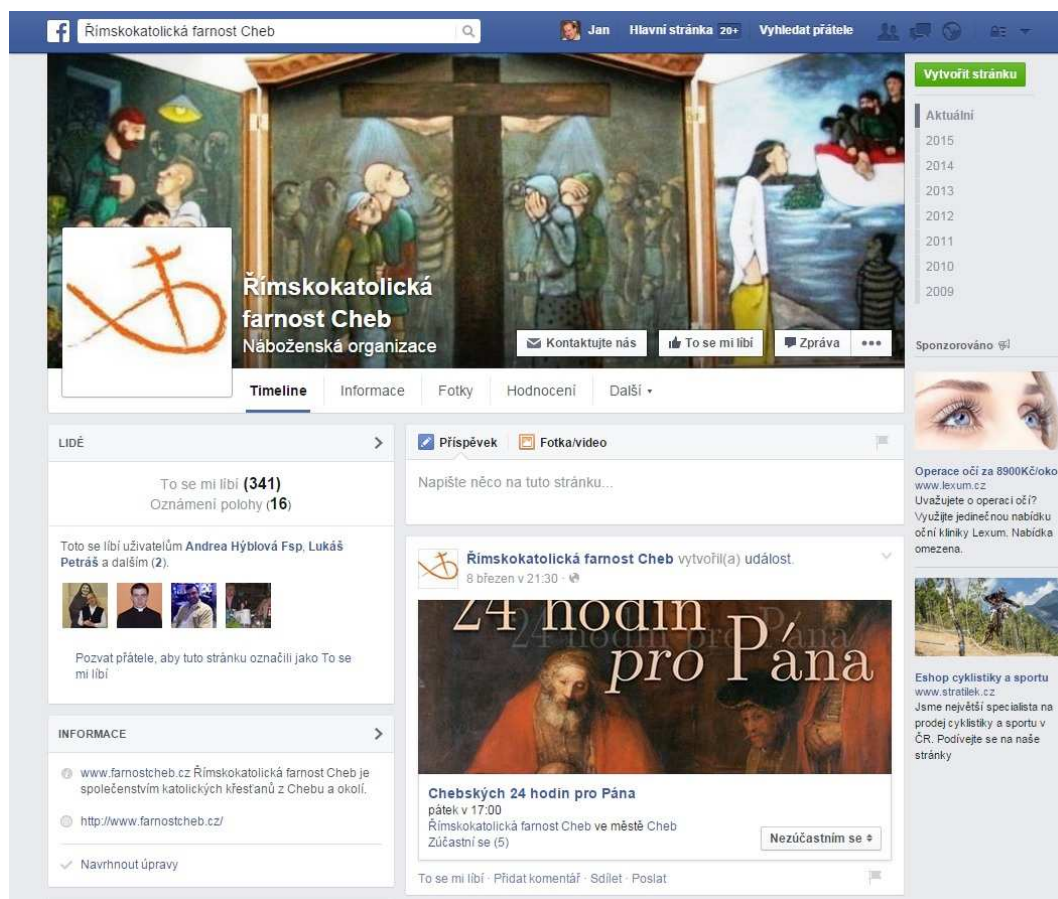 Římskokatolická farnost Cheb
Jan
Hlavní stránka 20+
Vyhledat přátele
Vytvořit stránku
Aktuální
2015
2014
2013
2012
2011
2010
2009
Římskokatolická
farnost Cheb
Náboženská organizace
Kontaktujte nás
To se mi líbí
Zpráva
Timeline
Informace
Fotky
Hodnocení
Další
LIDÉ
To se mi líbí (341)
Oznámení polohy (16)
Toto se líbí uživatelům Andrea Hýblová Fsp, Lukáš
Petráš a dalším (2).
Pozvat přátele, aby tuto stránku označili jako To se
mi líbí
INFORMACE
www.farnostcheb.cz Římskokatolická farnost Cheb je
společenstvím katolických křesťanů z Chebu a okolí.
http://www.farnostcheb.cz/
Navrhnout úpravy
Příspěvek
Fotka/video
Napište něco na tuto stránku...
Římskokatolická farnost Cheb vytvořil(a) událost.
8 březen v 21:30 ·
24 hodin
24 hodin pro Pána
pro Pána
Chebských 24 hodin pro Pána
pátek v 17:00
Římskokatolická farnost Cheb ve městě Cheb
Zúčastní se (5)
Nezúčastním se
To se mi líbí · Přidat komentář · Sdílet · Poslat
Sponzorováno
Operace očí za 8900Kč/oko
www.lexum.cz
Uvažujete o operaci očí?
Využijte jedinečnou nabídku
oční kliniky Lexum. Nabídka
omezena.
Eshop cyklistiky a sportu
www.stratilek.cz
Jsme největší specialista na
prodej cyklistiky a sportu v
ČR. Podívejte se na naše
stránky